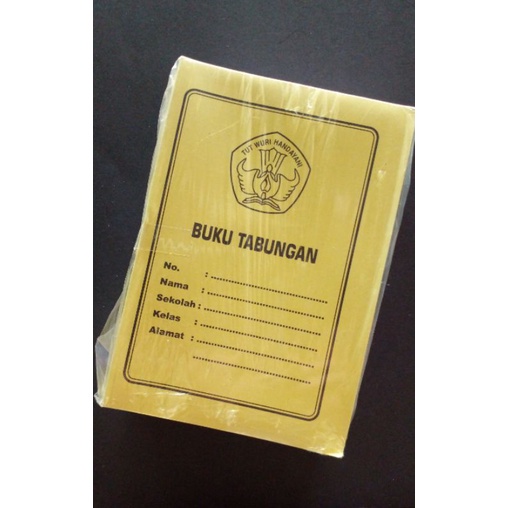 TUT WURI HANDAYANI
BUKU TABUNGAN
No. : ................................
Nama : ................................
Sekolah : ................................
Kelas : ................................
Alamat : ................................
................................